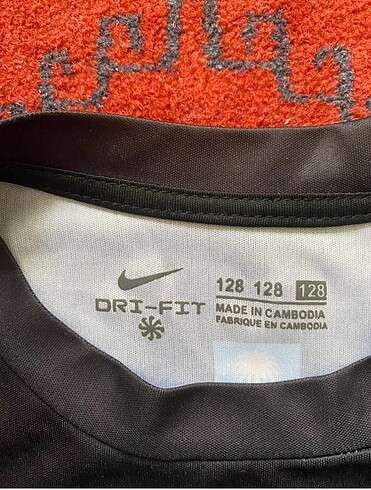 DRI-FIT
128 128 128
MADE IN CAMBODIA
FABRIQUE EN CAMBODIA